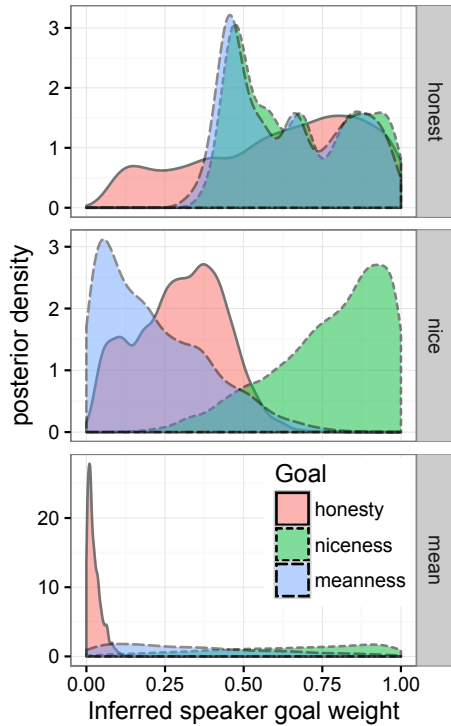 3
2
1
0
honest
3
2
1
0
nice
posterior density
20
10
0
mean
Goal
honesty
niceness
meanness
0.00 0.25 0.50 0.75 1.00
Inferred speaker goal weight